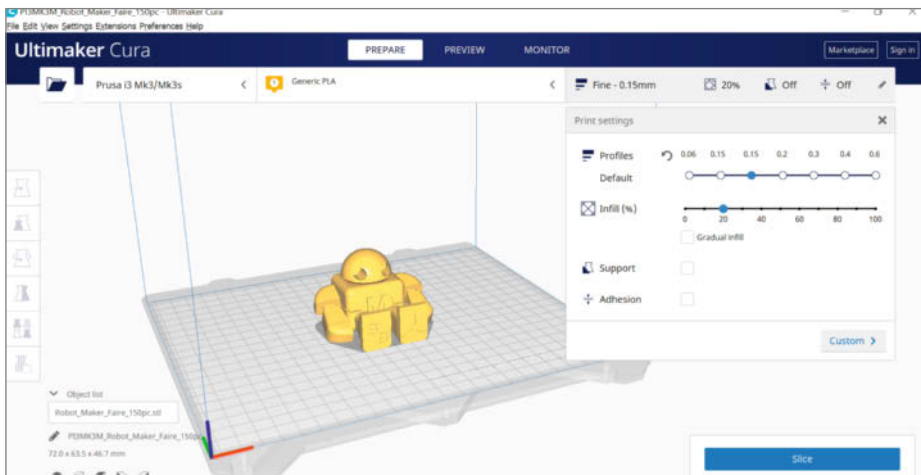 PI3MK3M_Robot_Maker_Faire_150pc - Ultimaker Cura
File Edit View Settings Extensions Preferences Help
Ultimaker Cura PREPARE PREVIEW MONITOR Marketplace Sign in
Prusa i3 Mk3/Mk3s Generic PLA Fine - 0.15mm 20% Off Off
Print settings
Profiles 0.06 0.15 0.15 0.2 0.3 0.4 0.6
Default
Infill (%)
0 20 40 60 80 100
Gradual infill
Support
Adhesion
Custom
Object list
Robot_Maker_Faire_150pc.stl
PI3MK3M_Robot_Maker_Faire_150pc
72.0 x 63.5 x 46.7 mm
Slice